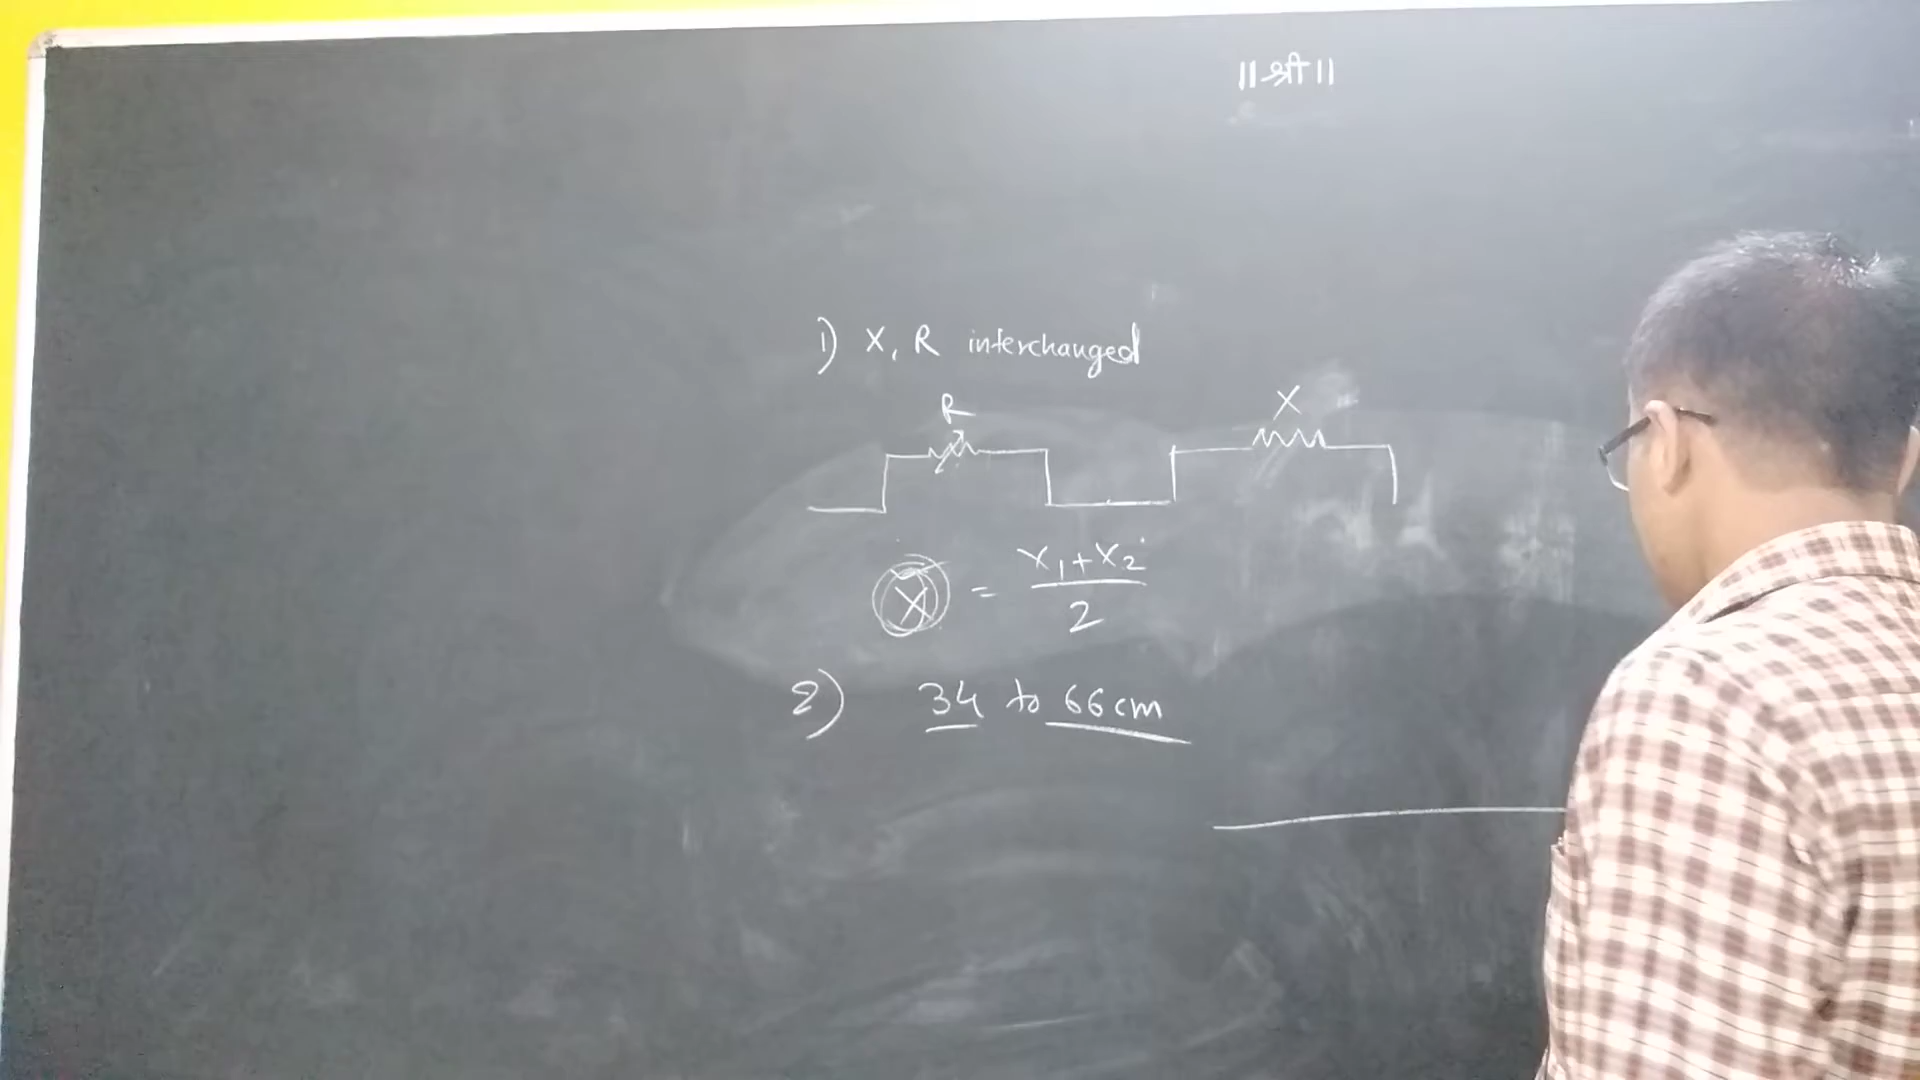 ॥ श्री ॥
1) X, R interchanged
R X
X = X1+X2 / 2
2) 34 to 66 cm